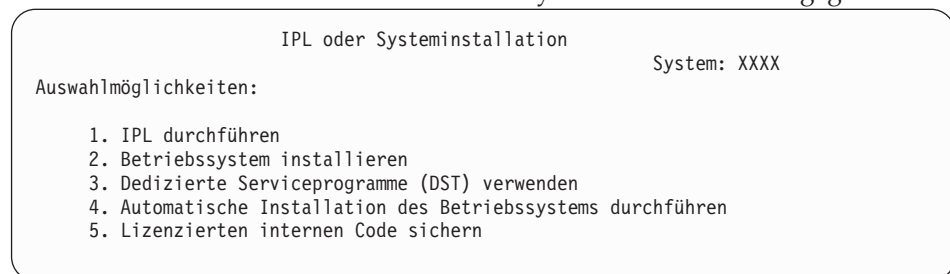 IPL oder Systeminstallation
System: XXXX
Auswahlmöglichkeiten:
1. IPL durchführen
2. Betriebssystem installieren
3. Dedizierte Serviceprogramme (DST) verwenden
4. Automatische Installation des Betriebssystems durchführen
5. Lizenzierten internen Code sichern